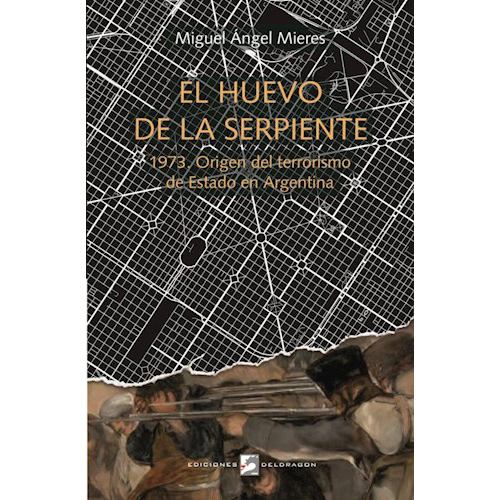 Miguel Ángel Mieres
EL HUEVO
DE LA SERPIENTE
1973. Origen del terrorismo
de Estado en Argentina
EDICIONES DELDRAGON